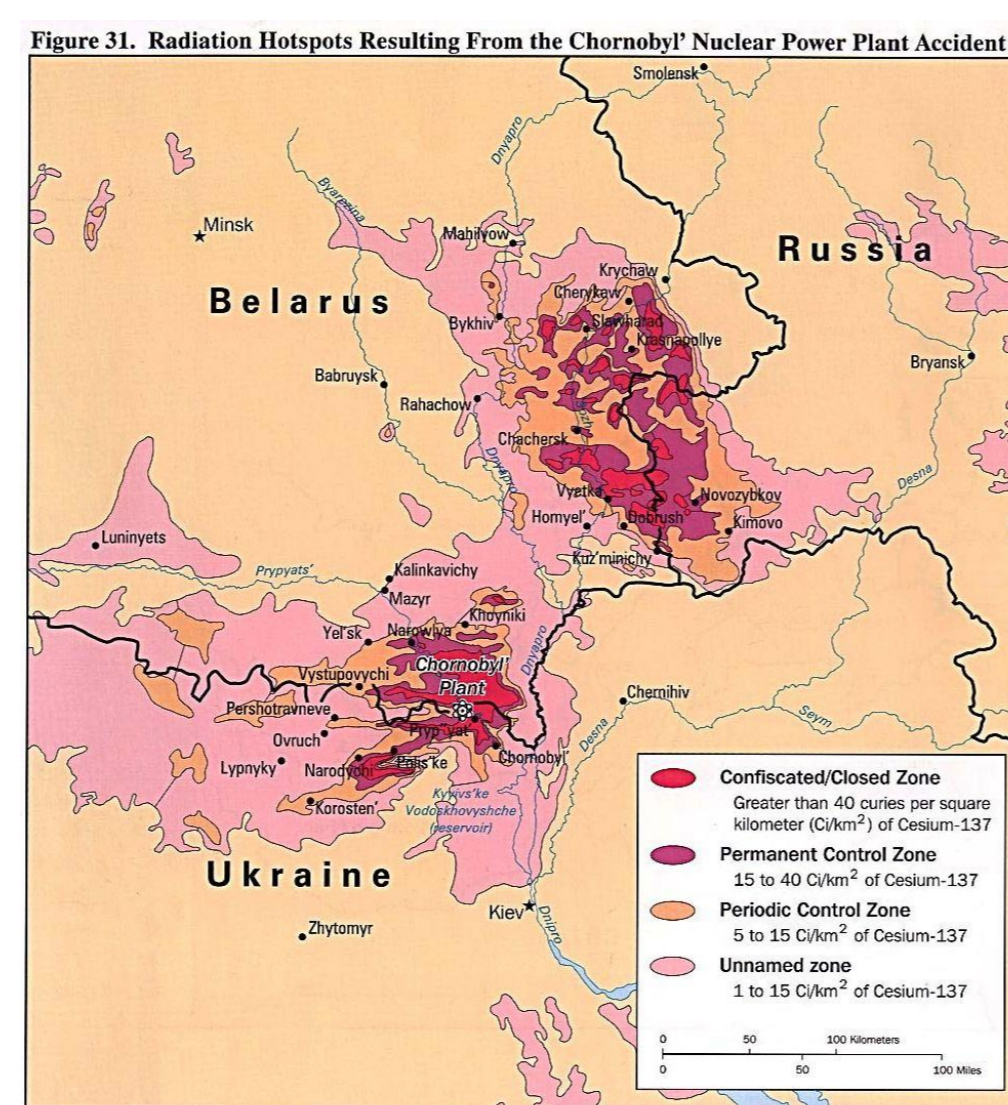 Figure 31. Radiation Hotspots Resulting From the Chornobyl' Nuclear Power Plant Accident
Smolensk
Dnyapro
Byarezina
Minsk
Mahilyow
Russia
Krychaw
Belarus
Cherykaw
Bykhiv
Slawharad
Krasnapollye
Bryansk
Babruysk
Rahachow
Sozh
Chachersk
Dnyapro
Desna
Vyetka
Novozybkov
Homyel'
Dobrush
Kimovo
Luninyets
Kuz'minichy
Prypyats'
Kalinkavichy
Mazyr
Khoyniki
Yel'sk
Narowlya
Dnyapro
Chornobyl'
Plant
Vystupovychi
Chernihiv
Pershotravneve
Seym
Desna
Ovruch
Pryp'yat'
Chornobyl'
Lypnyky
Narodychi
Polis'ke
Kyyivs'ke
Vodoskhovyshche
(reservoir)
Korosten'
Ukraine
Kiev
Dnipro
Zhytomyr
Confiscated/Closed Zone
Greater than 40 curies per square
kilometer (Ci/km²) of Cesium-137
Permanent Control Zone
15 to 40 Ci/km² of Cesium-137
Periodic Control Zone
5 to 15 Ci/km² of Cesium-137
Unnamed zone
1 to 15 Ci/km² of Cesium-137
0 50 100 Kilometers
0 50 100 Miles